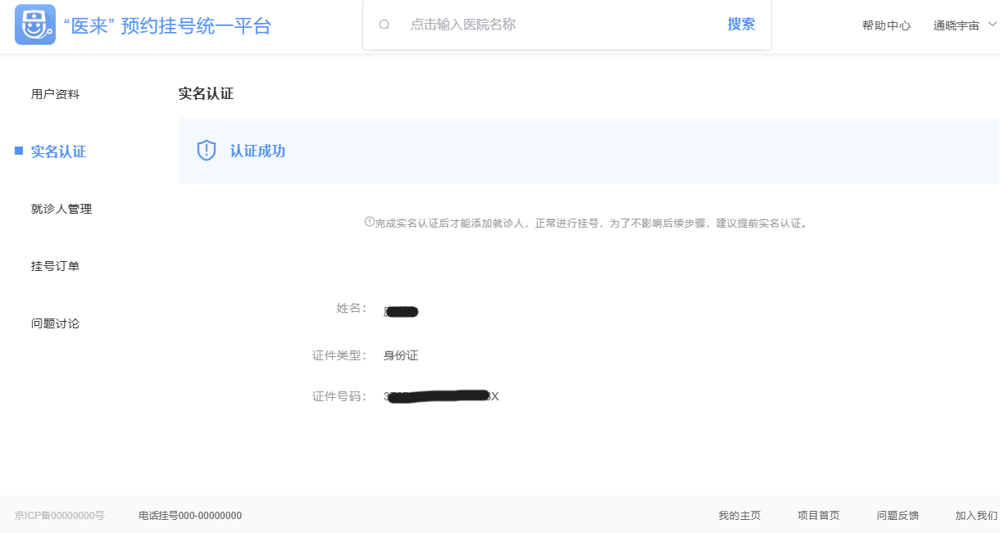 “医来” 预约挂号统一平台
点击输入医院名称
搜索
帮助中心
通晓宇宙
用户资料
实名认证
就诊人管理
挂号订单
问题讨论
实名认证
认证成功
完成实名认证后才能添加就诊人，正常进行挂号，为了不影响后续步骤，建议提前实名认证。
姓名：
证件类型： 身份证
证件号码： 3 X
京ICP备00000000号
电话挂号000-00000000
我的主页
项目首页
问题反馈
加入我们